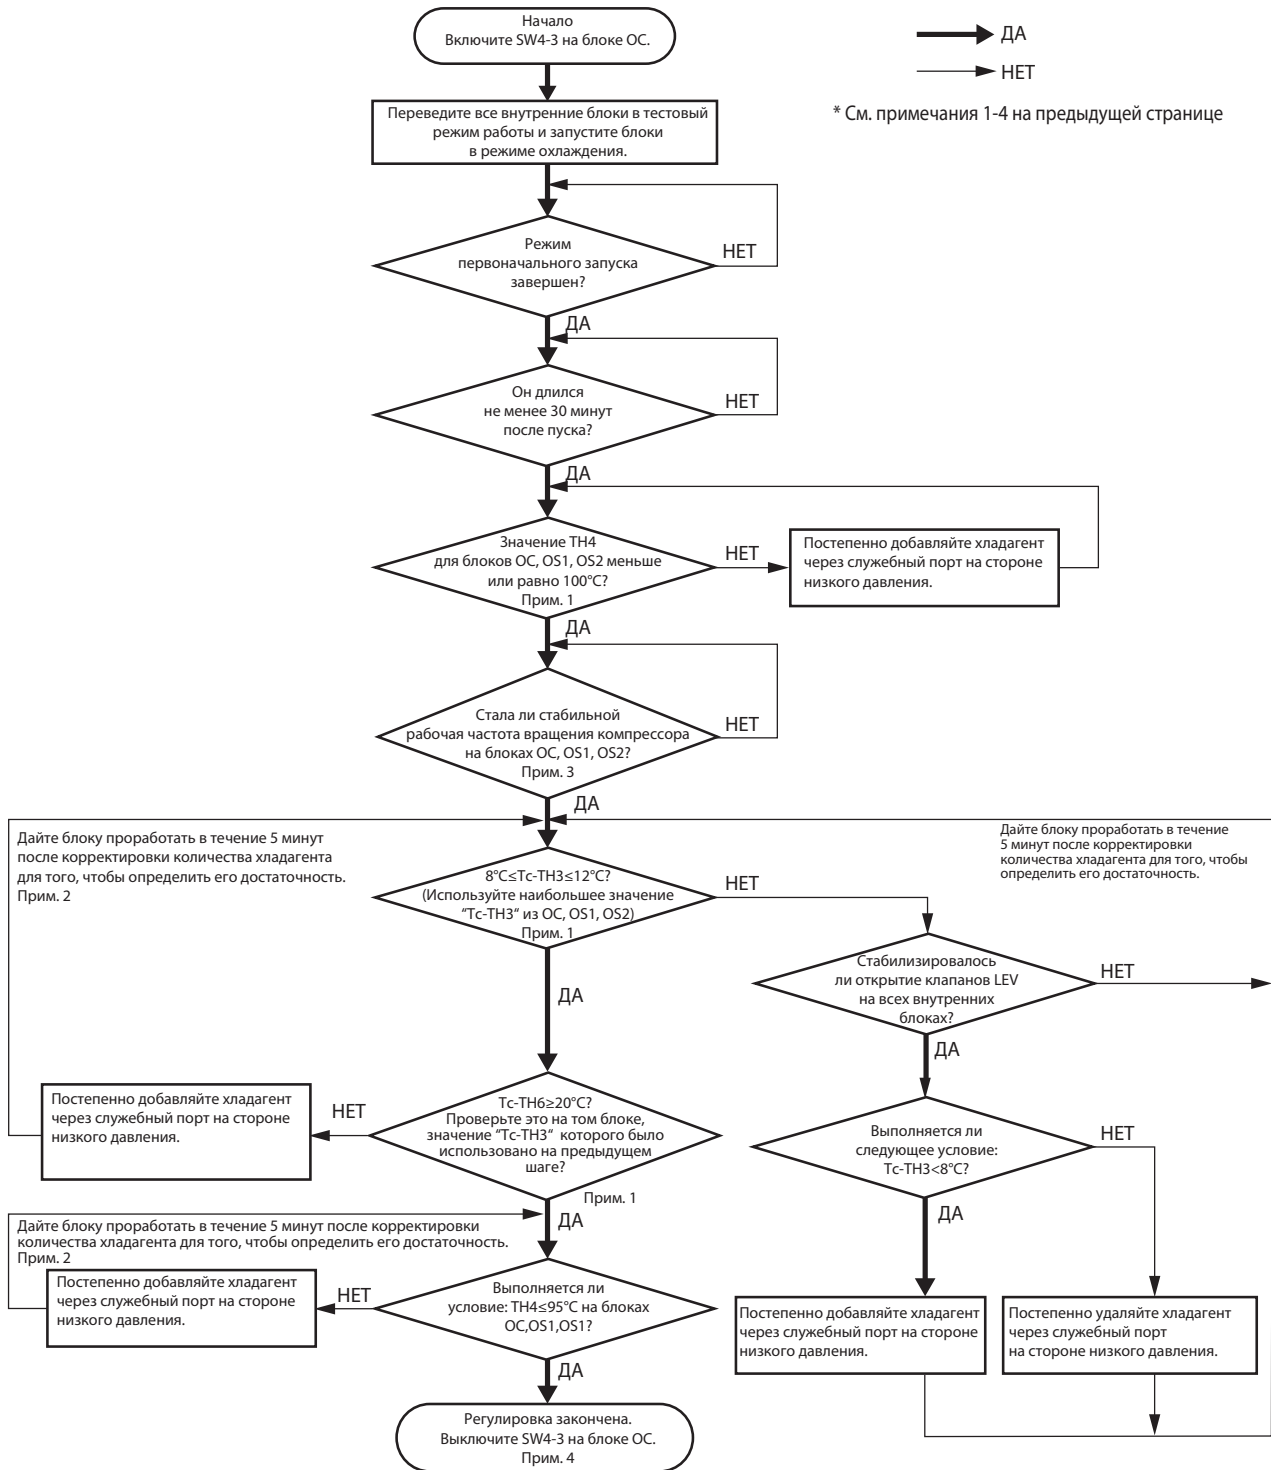 Начало
Включите SW4-3 на блоке OC.
ДА
НЕТ
* См. примечания 1-4 на предыдущей странице
Переведите все внутренние блоки в тестовый
режим работы и запустите блоки
в режиме охлаждения.
Режим
первоначального запуска
завершен?
НЕТ
ДА
Он длился
не менее 30 минут
после пуска?
НЕТ
ДА
Значение TH4
для блоков OC, OS1, OS2 меньше
или равно 100°C?
Прим. 1
НЕТ
Постепенно добавляйте хладагент
через служебный порт на стороне
низкого давления.
ДА
Стала ли стабильной
рабочая частота вращения компрессора
на блоках OC, OS1, OS2?
Прим. 3
НЕТ
ДА
Дайте блоку проработать в течение 5 минут
после корректировки количества хладагента
для того, чтобы определить его достаточность.
Прим. 2
Дайте блоку проработать в течение
5 минут после корректировки
количества хладагента для того, чтобы
определить его достаточность.
8°C≤Tc-TH3≤12°C?
(Используйте наибольшее значение
"Tc-TH3" из OC, OS1, OS2)
Прим. 1
НЕТ
Стабилизировалось
ли открытие клапанов LEV
на всех внутренних
блоках?
НЕТ
ДА
ДА
Tc-TH6≥20°C?
Проверьте это на том блоке,
значение "Tc-TH3" которого было
использовано на предыдущем
шаге?
Прим. 1
НЕТ
Постепенно добавляйте хладагент
через служебный порт на стороне
низкого давления.
Выполняется ли
следующее условие:
Tc-TH3<8°C?
НЕТ
ДА
ДА
Дайте блоку проработать в течение 5 минут после корректировки
количества хладагента для того, чтобы определить его достаточность.
Прим. 2
Постепенно добавляйте хладагент
через служебный порт на стороне
низкого давления.
НЕТ
Выполняется ли
условие: TH4≤95°C на блоках
OC,OS1,OS1?
Постепенно добавляйте хладагент
через служебный порт на стороне
низкого давления.
Постепенно удаляйте хладагент
через служебный порт
на стороне низкого давления.
ДА
Регулировка закончена.
Выключите SW4-3 на блоке OC.
Прим. 4